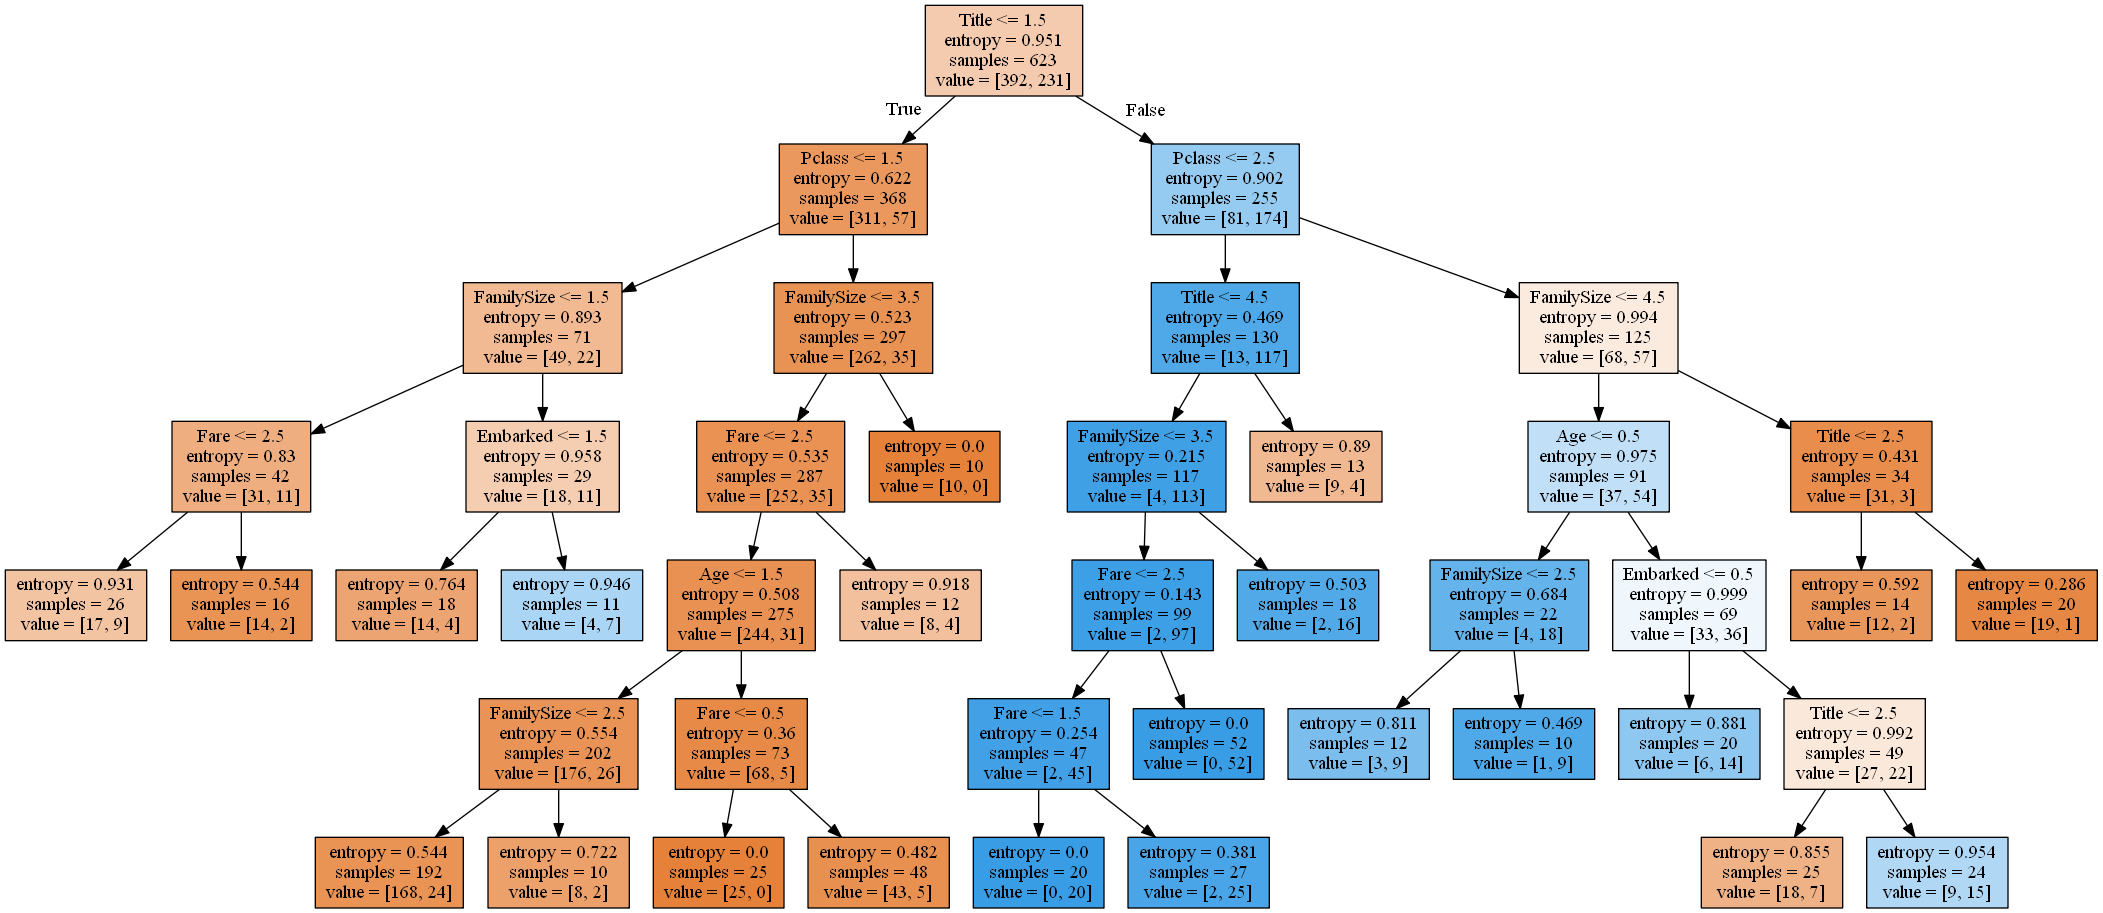 Title <= 1.5
entropy = 0.951
samples = 623
value = [392, 231]
True
False
Pclass <= 1.5
entropy = 0.622
samples = 368
value = [311, 57]
Pclass <= 2.5
entropy = 0.902
samples = 255
value = [81, 174]
FamilySize <= 1.5
entropy = 0.893
samples = 71
value = [49, 22]
FamilySize <= 3.5
entropy = 0.523
samples = 297
value = [262, 35]
Title <= 4.5
entropy = 0.469
samples = 130
value = [13, 117]
FamilySize <= 4.5
entropy = 0.994
samples = 125
value = [68, 57]
Fare <= 2.5
entropy = 0.83
samples = 42
value = [31, 11]
Embarked <= 1.5
entropy = 0.958
samples = 29
value = [18, 11]
Fare <= 2.5
entropy = 0.535
samples = 287
value = [252, 35]
entropy = 0.0
samples = 10
value = [10, 0]
FamilySize <= 3.5
entropy = 0.215
samples = 117
value = [4, 113]
entropy = 0.89
samples = 13
value = [9, 4]
Age <= 0.5
entropy = 0.975
samples = 91
value = [37, 54]
Title <= 2.5
entropy = 0.431
samples = 34
value = [31, 3]
entropy = 0.931
samples = 26
value = [17, 9]
entropy = 0.544
samples = 16
value = [14, 2]
entropy = 0.764
samples = 18
value = [14, 4]
entropy = 0.946
samples = 11
value = [4, 7]
Age <= 1.5
entropy = 0.508
samples = 275
value = [244, 31]
entropy = 0.918
samples = 12
value = [8, 4]
Fare <= 2.5
entropy = 0.143
samples = 99
value = [2, 97]
entropy = 0.503
samples = 18
value = [2, 16]
FamilySize <= 2.5
entropy = 0.684
samples = 22
value = [4, 18]
Embarked <= 0.5
entropy = 0.999
samples = 69
value = [33, 36]
entropy = 0.592
samples = 14
value = [12, 2]
entropy = 0.286
samples = 20
value = [19, 1]
FamilySize <= 2.5
entropy = 0.554
samples = 202
value = [176, 26]
Fare <= 0.5
entropy = 0.36
samples = 73
value = [68, 5]
Fare <= 1.5
entropy = 0.254
samples = 47
value = [2, 45]
entropy = 0.0
samples = 52
value = [0, 52]
entropy = 0.811
samples = 12
value = [3, 9]
entropy = 0.469
samples = 10
value = [1, 9]
entropy = 0.881
samples = 20
value = [6, 14]
Title <= 2.5
entropy = 0.992
samples = 49
value = [27, 22]
entropy = 0.544
samples = 192
value = [168, 24]
entropy = 0.722
samples = 10
value = [8, 2]
entropy = 0.0
samples = 25
value = [25, 0]
entropy = 0.482
samples = 48
value = [43, 5]
entropy = 0.0
samples = 20
value = [0, 20]
entropy = 0.381
samples = 27
value = [2, 25]
entropy = 0.855
samples = 25
value = [18, 7]
entropy = 0.954
samples = 24
value = [9, 15]